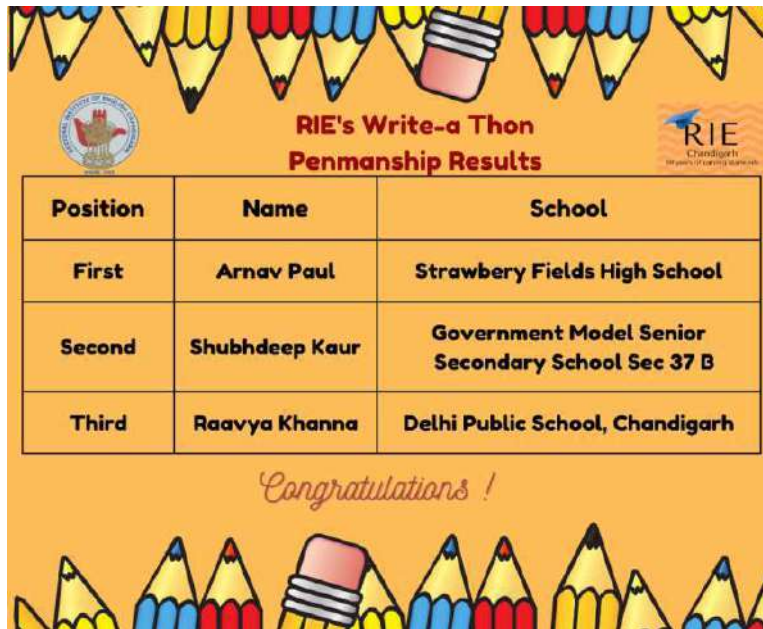 RIE's Write-a Thon
Penmanship Results
RIE
Chandigarh
Position Name School
First Arnav Paul Strawbery Fields High School
Second Shubhdeep Kaur Government Model Senior
Secondary School Sec 37 B
Third Raavya Khanna Delhi Public School, Chandigarh
Congratulations !